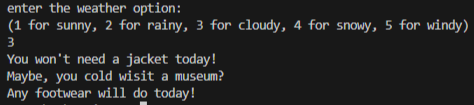 enter the weather option:
(1 for sunny, 2 for rainy, 3 for cloudy, 4 for snowy, 5 for windy)
3
You won't need a jacket today!
Maybe, you cold wisit a museum?
Any footwear will do today!